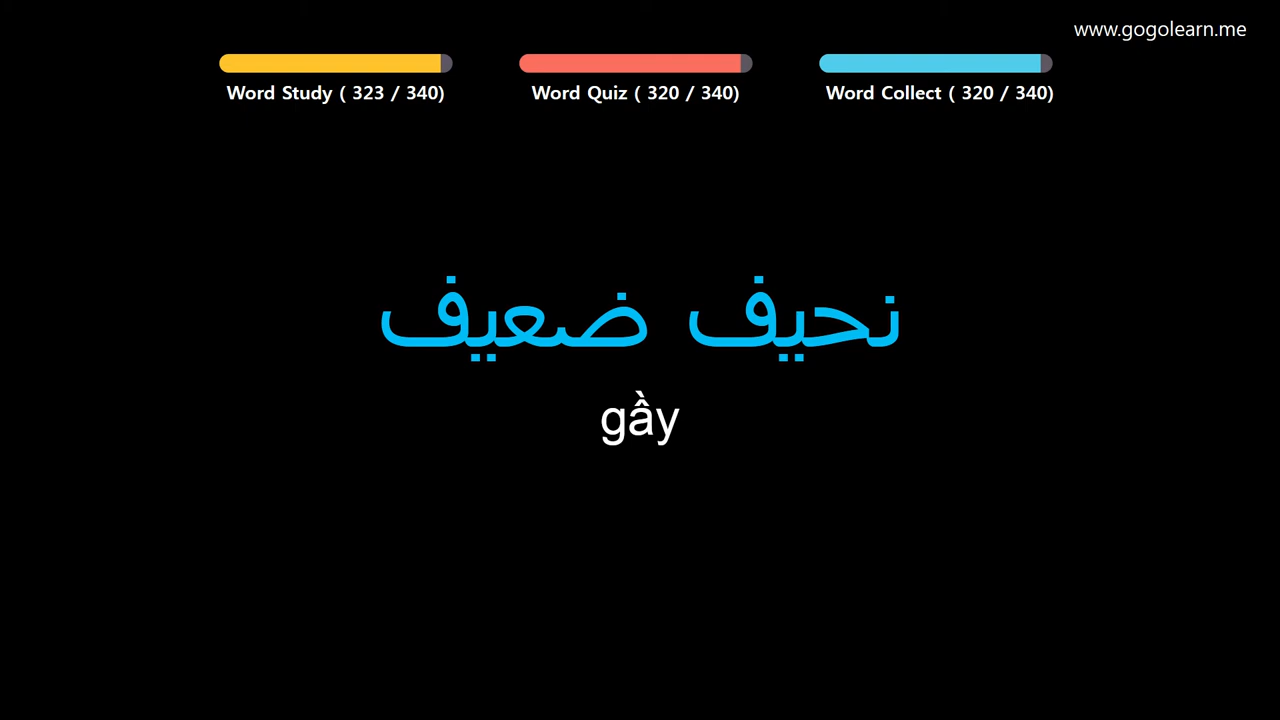 www.gogolearn.me
Word Study ( 323 / 340)
Word Quiz ( 320 / 340)
Word Collect ( 320 / 340)
نحيف ضعيف
gầy